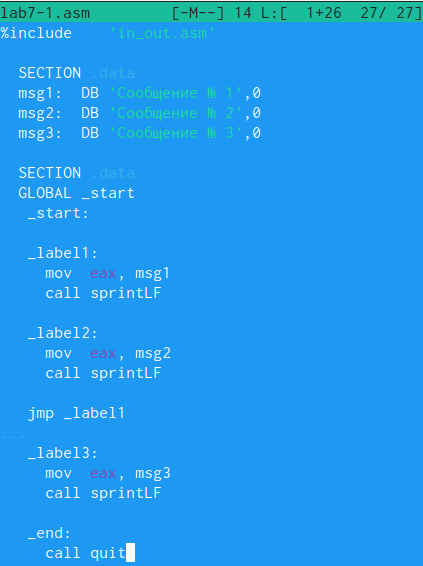 lab7-1.asm [-M--] 14 L:[ 1+26 27/ 27]
%include 'in_out.asm'
SECTION .data
msg1: DB 'Сообщение № 1',0
msg2: DB 'Сообщение № 2',0
msg3: DB 'Сообщение № 3',0
SECTION .data
GLOBAL _start
_start:
_label1:
mov eax, msg1
call sprintLF
_label2:
mov eax, msg2
call sprintLF
jmp _label1
...
_label3:
mov eax, msg3
call sprintLF
_end:
call quit